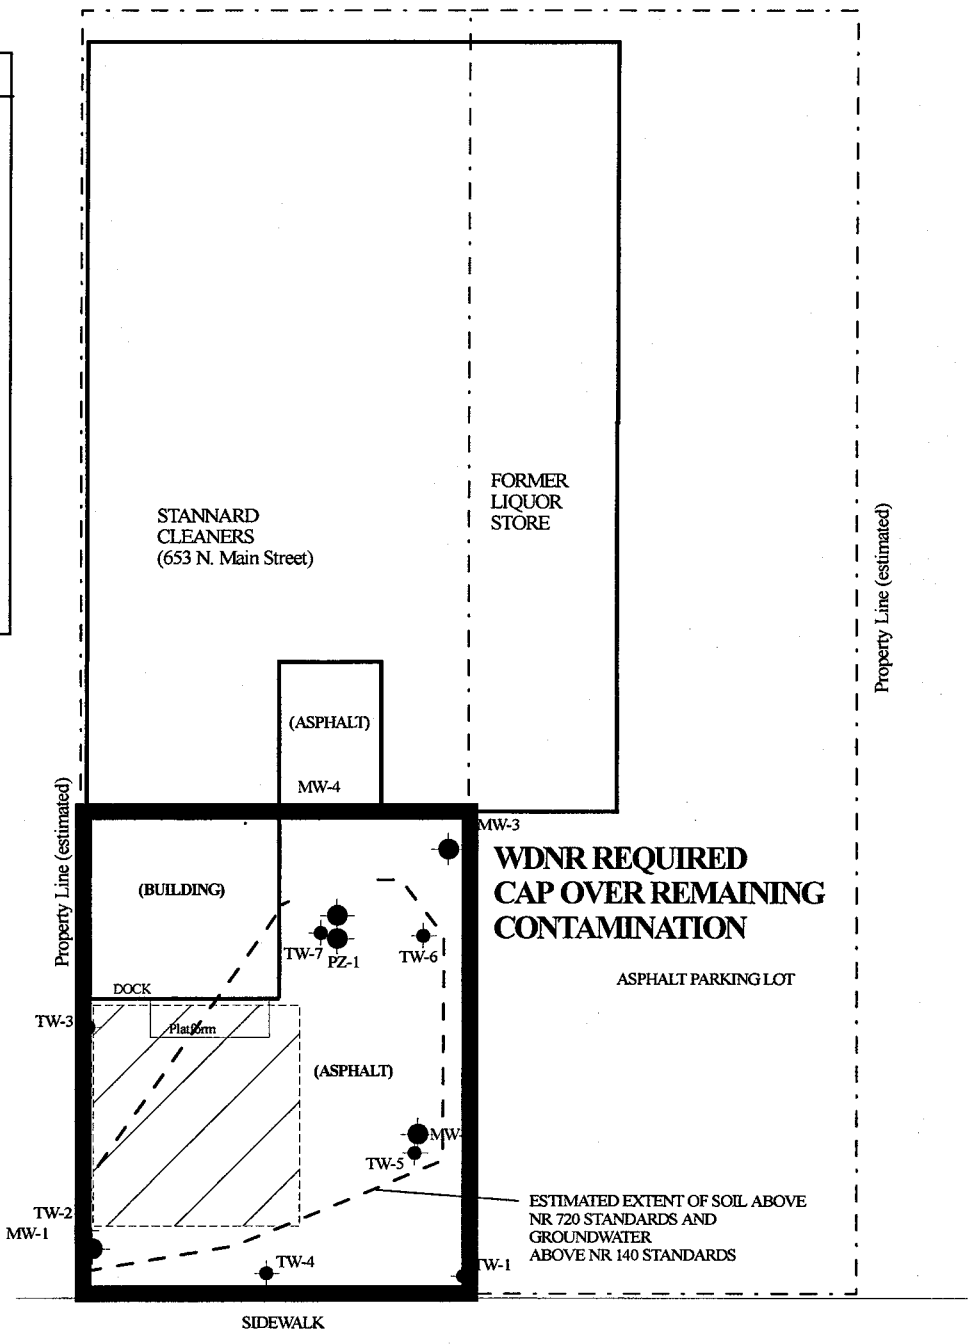 STANNARD
CLEANERS
(653 N. Main Street)
FORMER
LIQUOR
STORE
Property Line (estimated)
(ASPHALT)
MW-4
Property Line (estimated)
MW-3
WDNR REQUIRED
CAP OVER REMAINING
CONTAMINATION
(BUILDING)
TW-7
PZ-1
TW-6
ASPHALT PARKING LOT
DOCK
TW-3
Platform
(ASPHALT)
MW-
TW-5
TW-2
MW-1
ESTIMATED EXTENT OF SOIL ABOVE
NR 720 STANDARDS AND
GROUNDWATER
ABOVE NR 140 STANDARDS
TW-4
TW-1
SIDEWALK